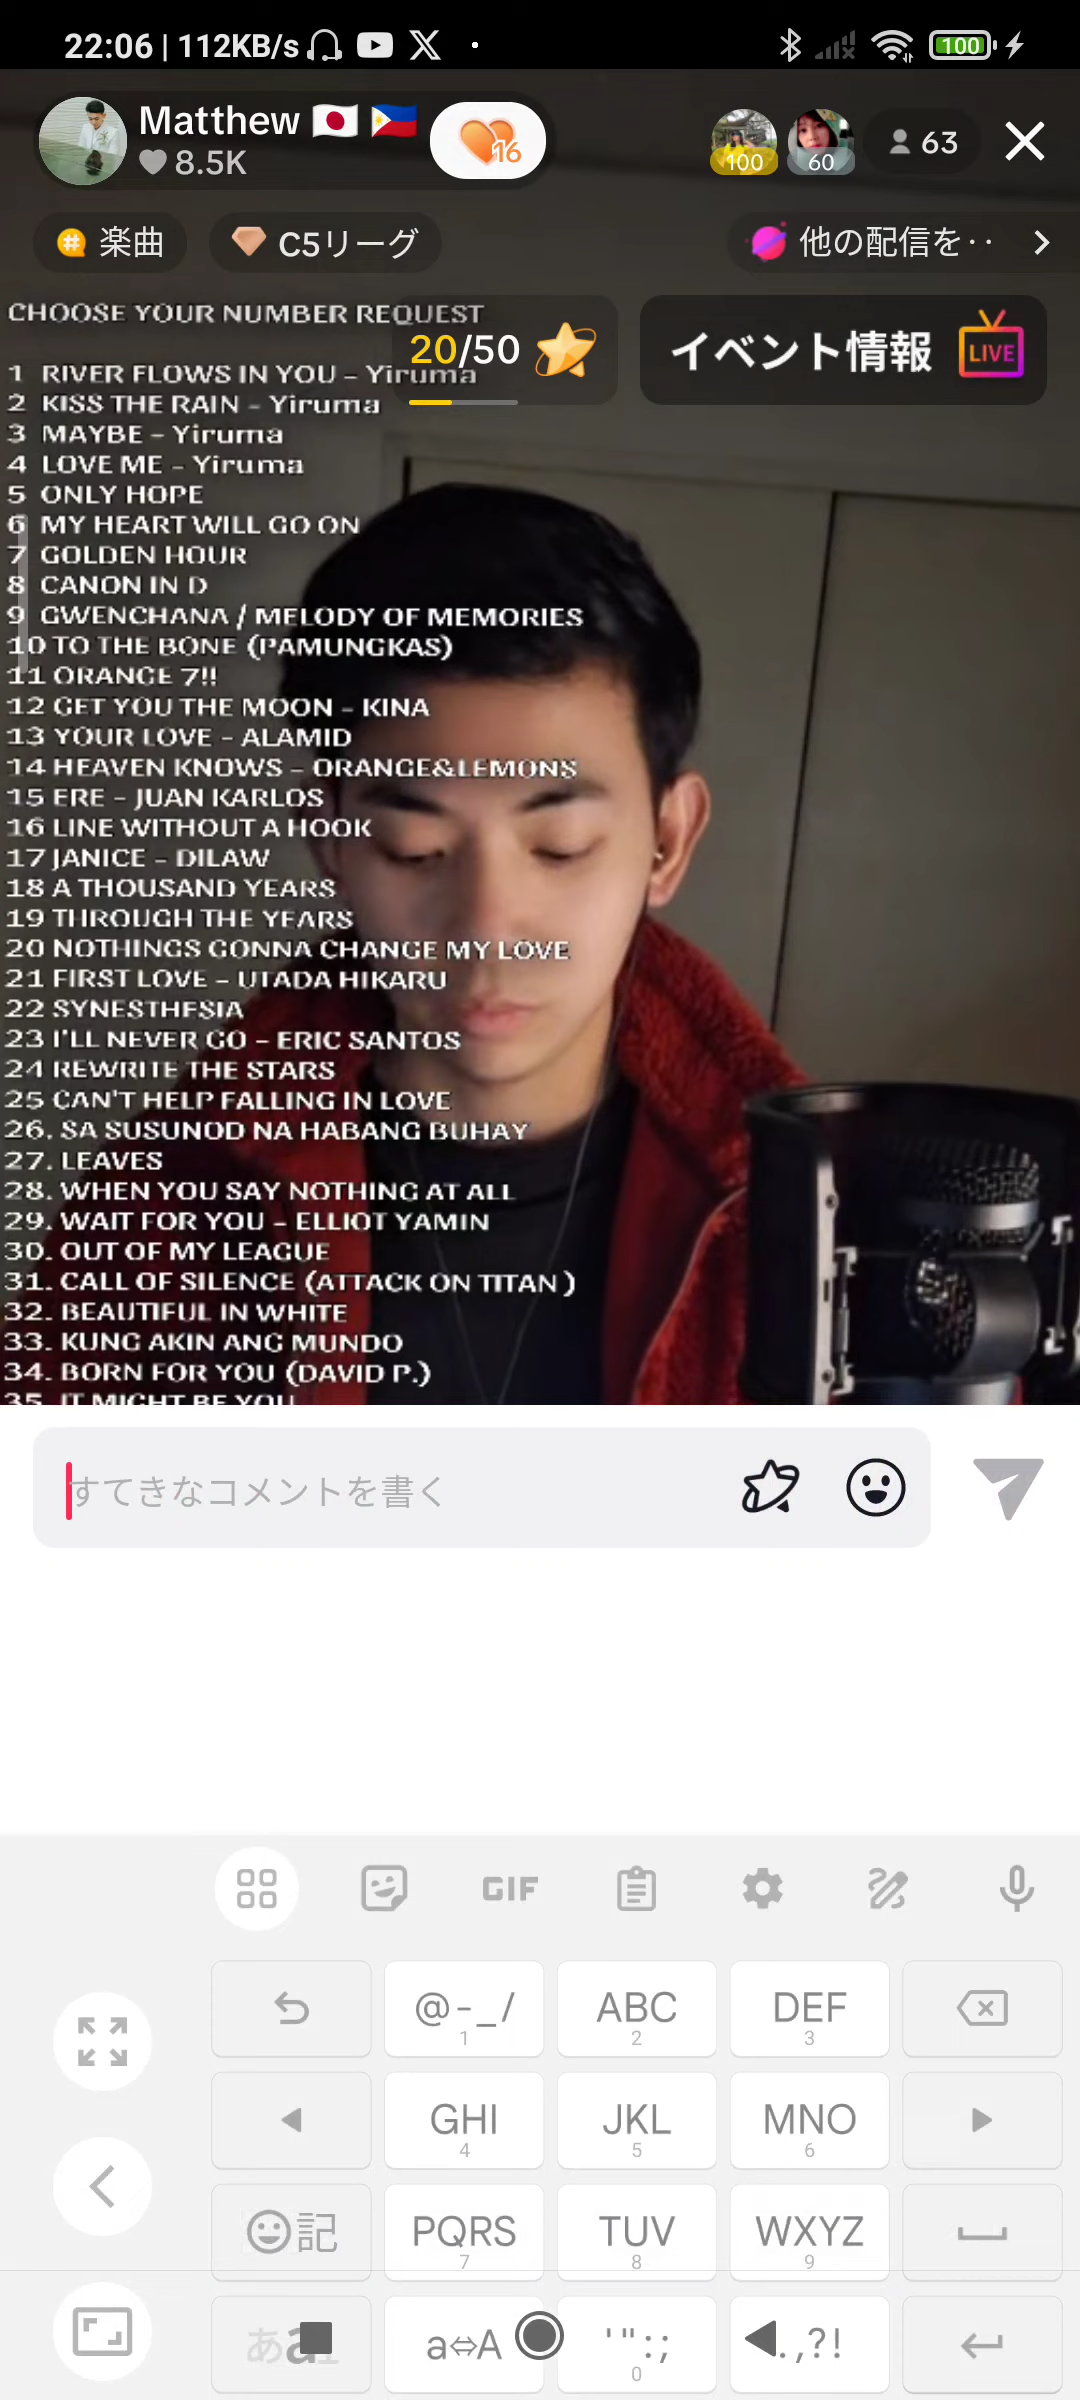 22:06 | 112KB/s
100
Matthew 🇯🇵 🇵🇭
8.5K
16
100
60
63
楽曲
C5リーグ
他の配信を‥
CHOOSE YOUR NUMBER REQUEST
20/50
イベント情報
LIVE
1 RIVER FLOWS IN YOU – Yiruma
2 KISS THE RAIN – Yiruma
3 MAYBE – Yiruma
4 LOVE ME – Yiruma
5 ONLY HOPE
6 MY HEART WILL GO ON
7 GOLDEN HOUR
8 CANON IN D
9 GWENCHANA / MELODY OF MEMORIES
10 TO THE BONE (PAMUNGKAS)
11 ORANGE 7!!
12 GET YOU THE MOON – KINA
13 YOUR LOVE – ALAMID
14 HEAVEN KNOWS – ORANGE&LEMONS
15 ERE – JUAN KARLOS
16 LINE WITHOUT A HOOK
17 JANICE – DILAW
18 A THOUSAND YEARS
19 THROUGH THE YEARS
20 NOTHINGS GONNA CHANGE MY LOVE
21 FIRST LOVE – UTADA HIKARU
22 SYNESTHESIA
23 I'LL NEVER GO – ERIC SANTOS
24 REWRITE THE STARS
25 CAN'T HELP FALLING IN LOVE
26. SA SUSUNOD NA HABANG BUHAY
27. LEAVES
28. WHEN YOU SAY NOTHING AT ALL
29. WAIT FOR YOU – ELLIOT YAMIN
30. OUT OF MY LEAGUE
31. CALL OF SILENCE (ATTACK ON TITAN )
32. BEAUTIFUL IN WHITE
33. KUNG AKIN ANG MUNDO
34. BORN FOR YOU (DAVID P.)
35. IT MIGHT BE YOU
すてきなコメントを書く
GIF
@-_/
1
ABC
2
DEF
3
GHI
4
JKL
5
MNO
6
記
PQRS
7
TUV
8
WXYZ
9
あa1
a⇔A
'":;
0
.,?!